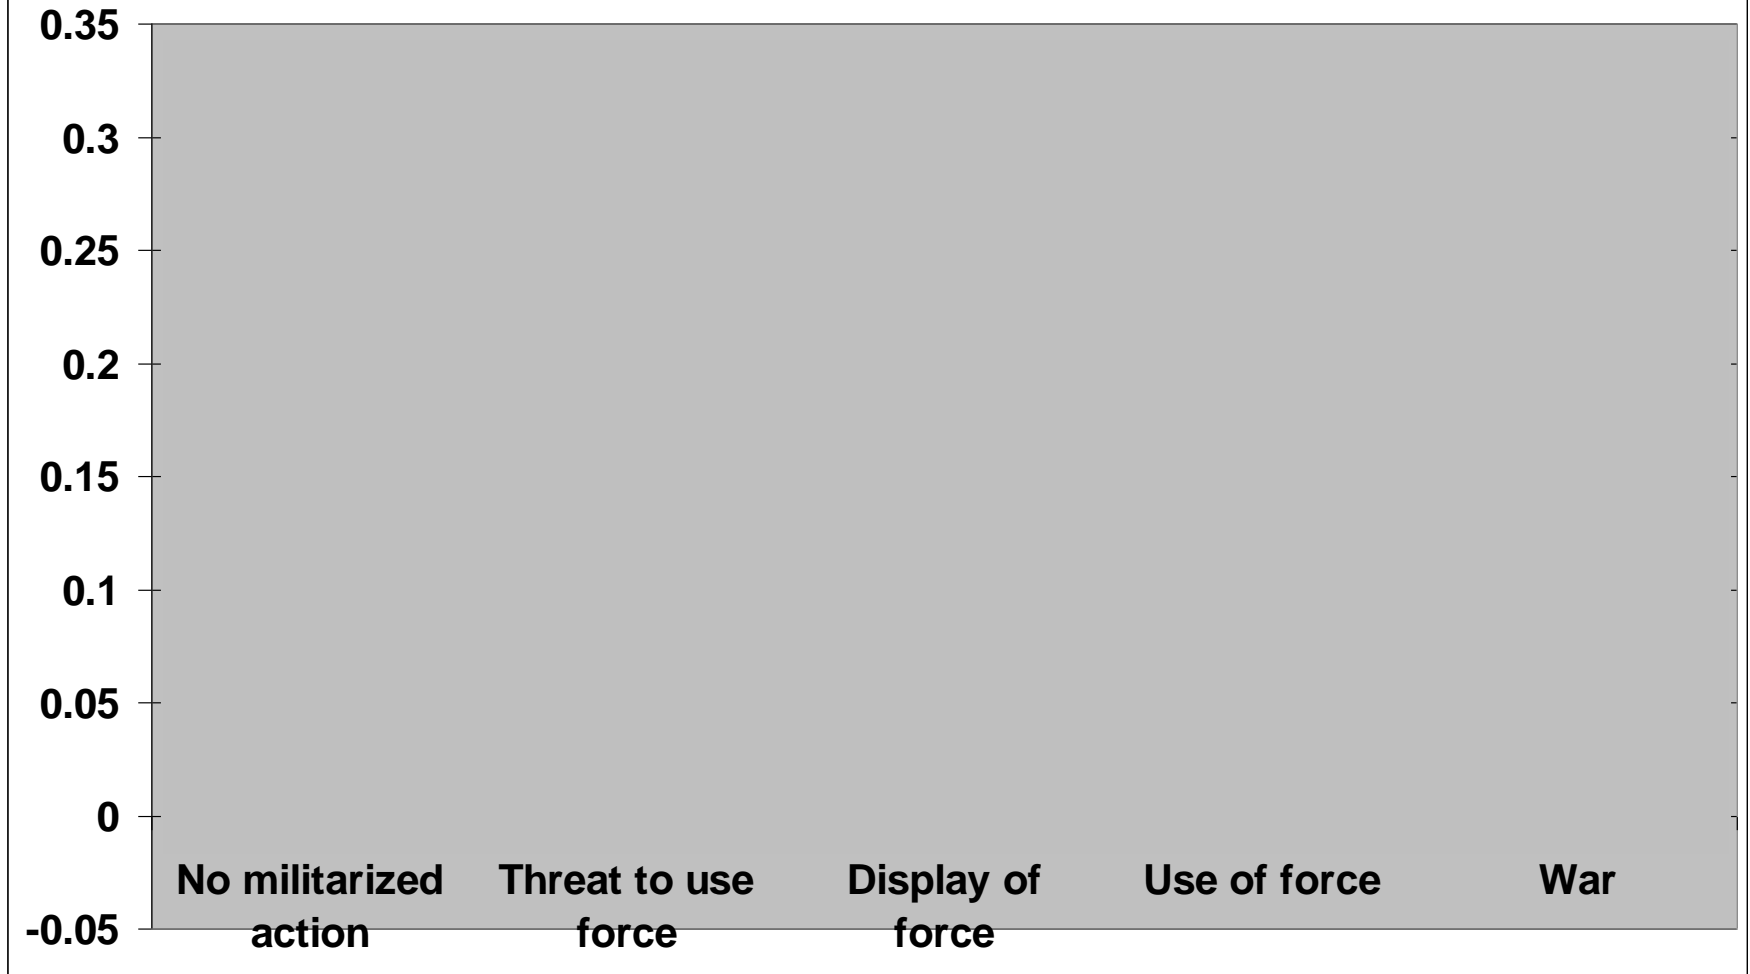 0.35
0.3
0.25
0.2
0.15
0.1
0.05
0
-0.05
No militarized
action
Threat to use
force
Display of
force
Use of force
War